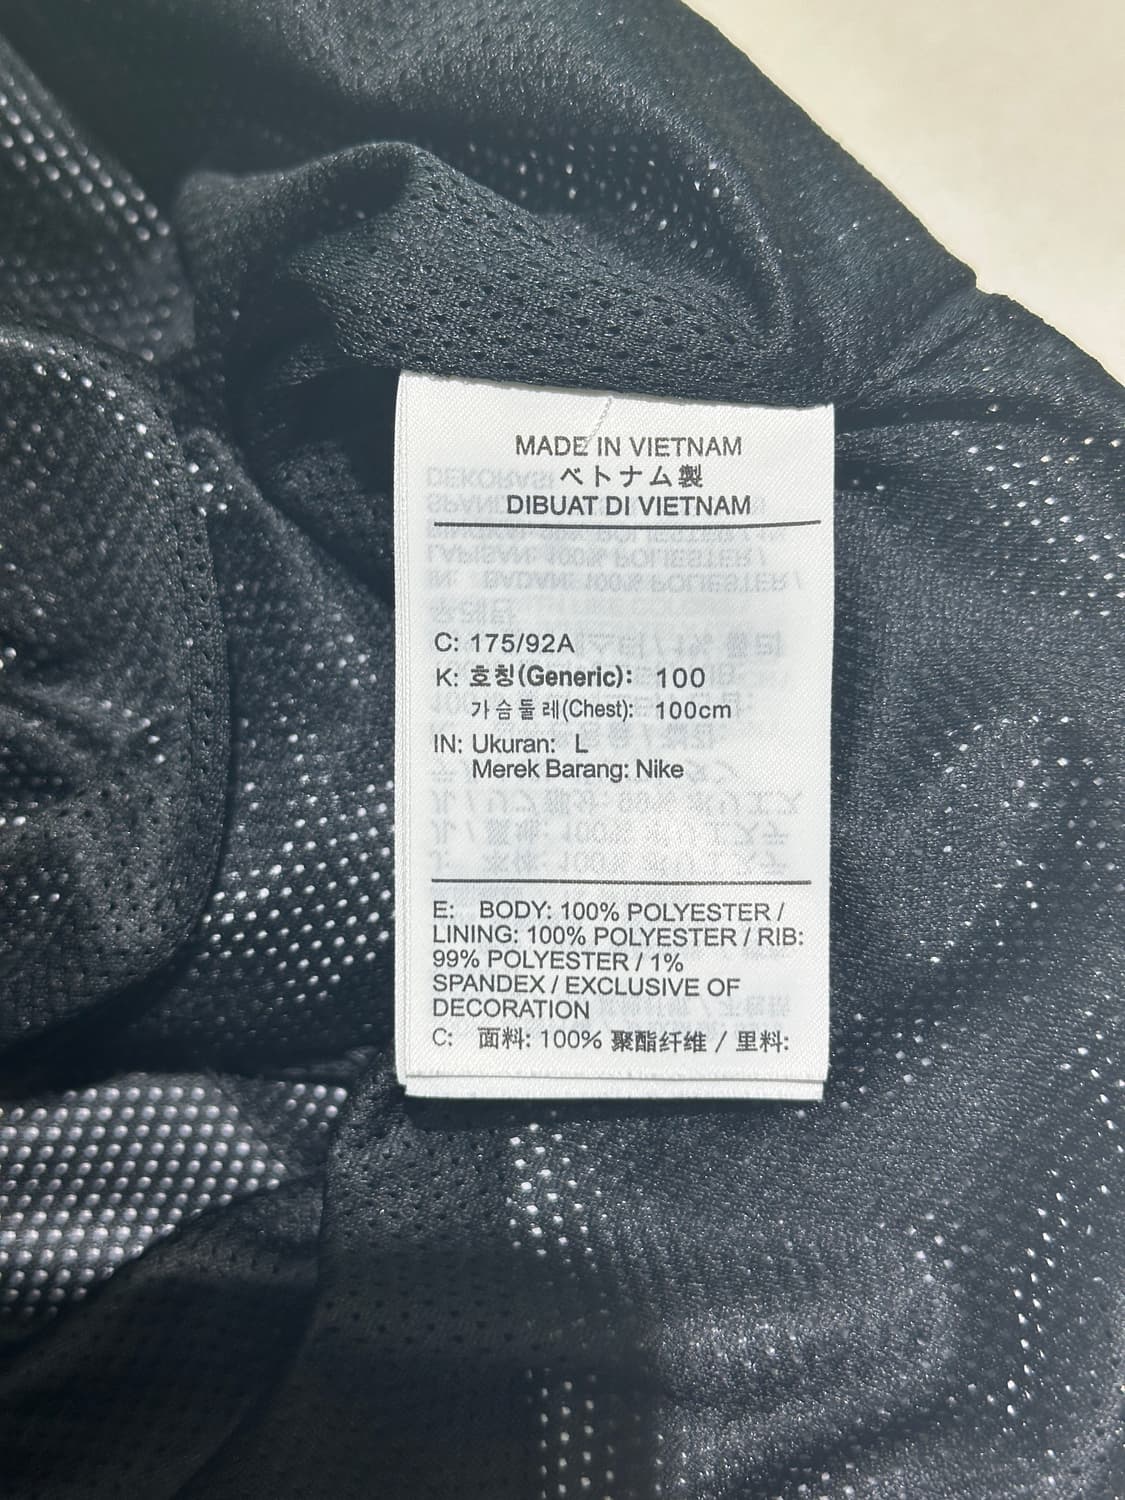 MADE IN VIETNAM
ベトナム製
DIBUAT DI VIETNAM
C: 175/92A
K: 호칭(Generic): 100
가슴둘레(Chest): 100cm
IN: Ukuran: L
Merek Barang: Nike
E: BODY: 100% POLYESTER /
LINING: 100% POLYESTER / RIB:
99% POLYESTER / 1%
SPANDEX / EXCLUSIVE OF
DECORATION
C: 面料: 100% 聚酯纤维 / 里料: